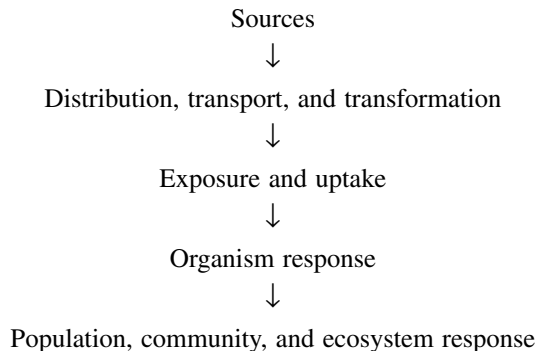 Sources
↓
Distribution, transport, and transformation
↓
Exposure and uptake
↓
Organism response
↓
Population, community, and ecosystem response